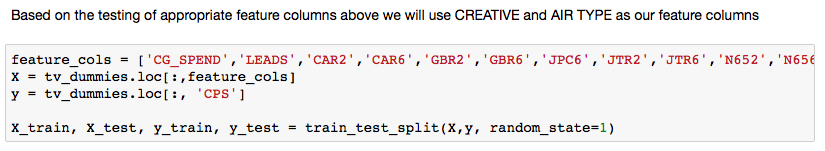 Based on the testing of appropriate feature columns above we will use CREATIVE and AIR TYPE as our feature columns
feature_cols = ['CG_SPEND','LEADS','CAR2','CAR6','GBR2','GBR6','JPC6','JTR2','JTR6','N652','N656
X = tv_dummies.loc[:,feature_cols]
y = tv_dummies.loc[:, 'CPS']
X_train, X_test, y_train, y_test = train_test_split(X,y, random_state=1)